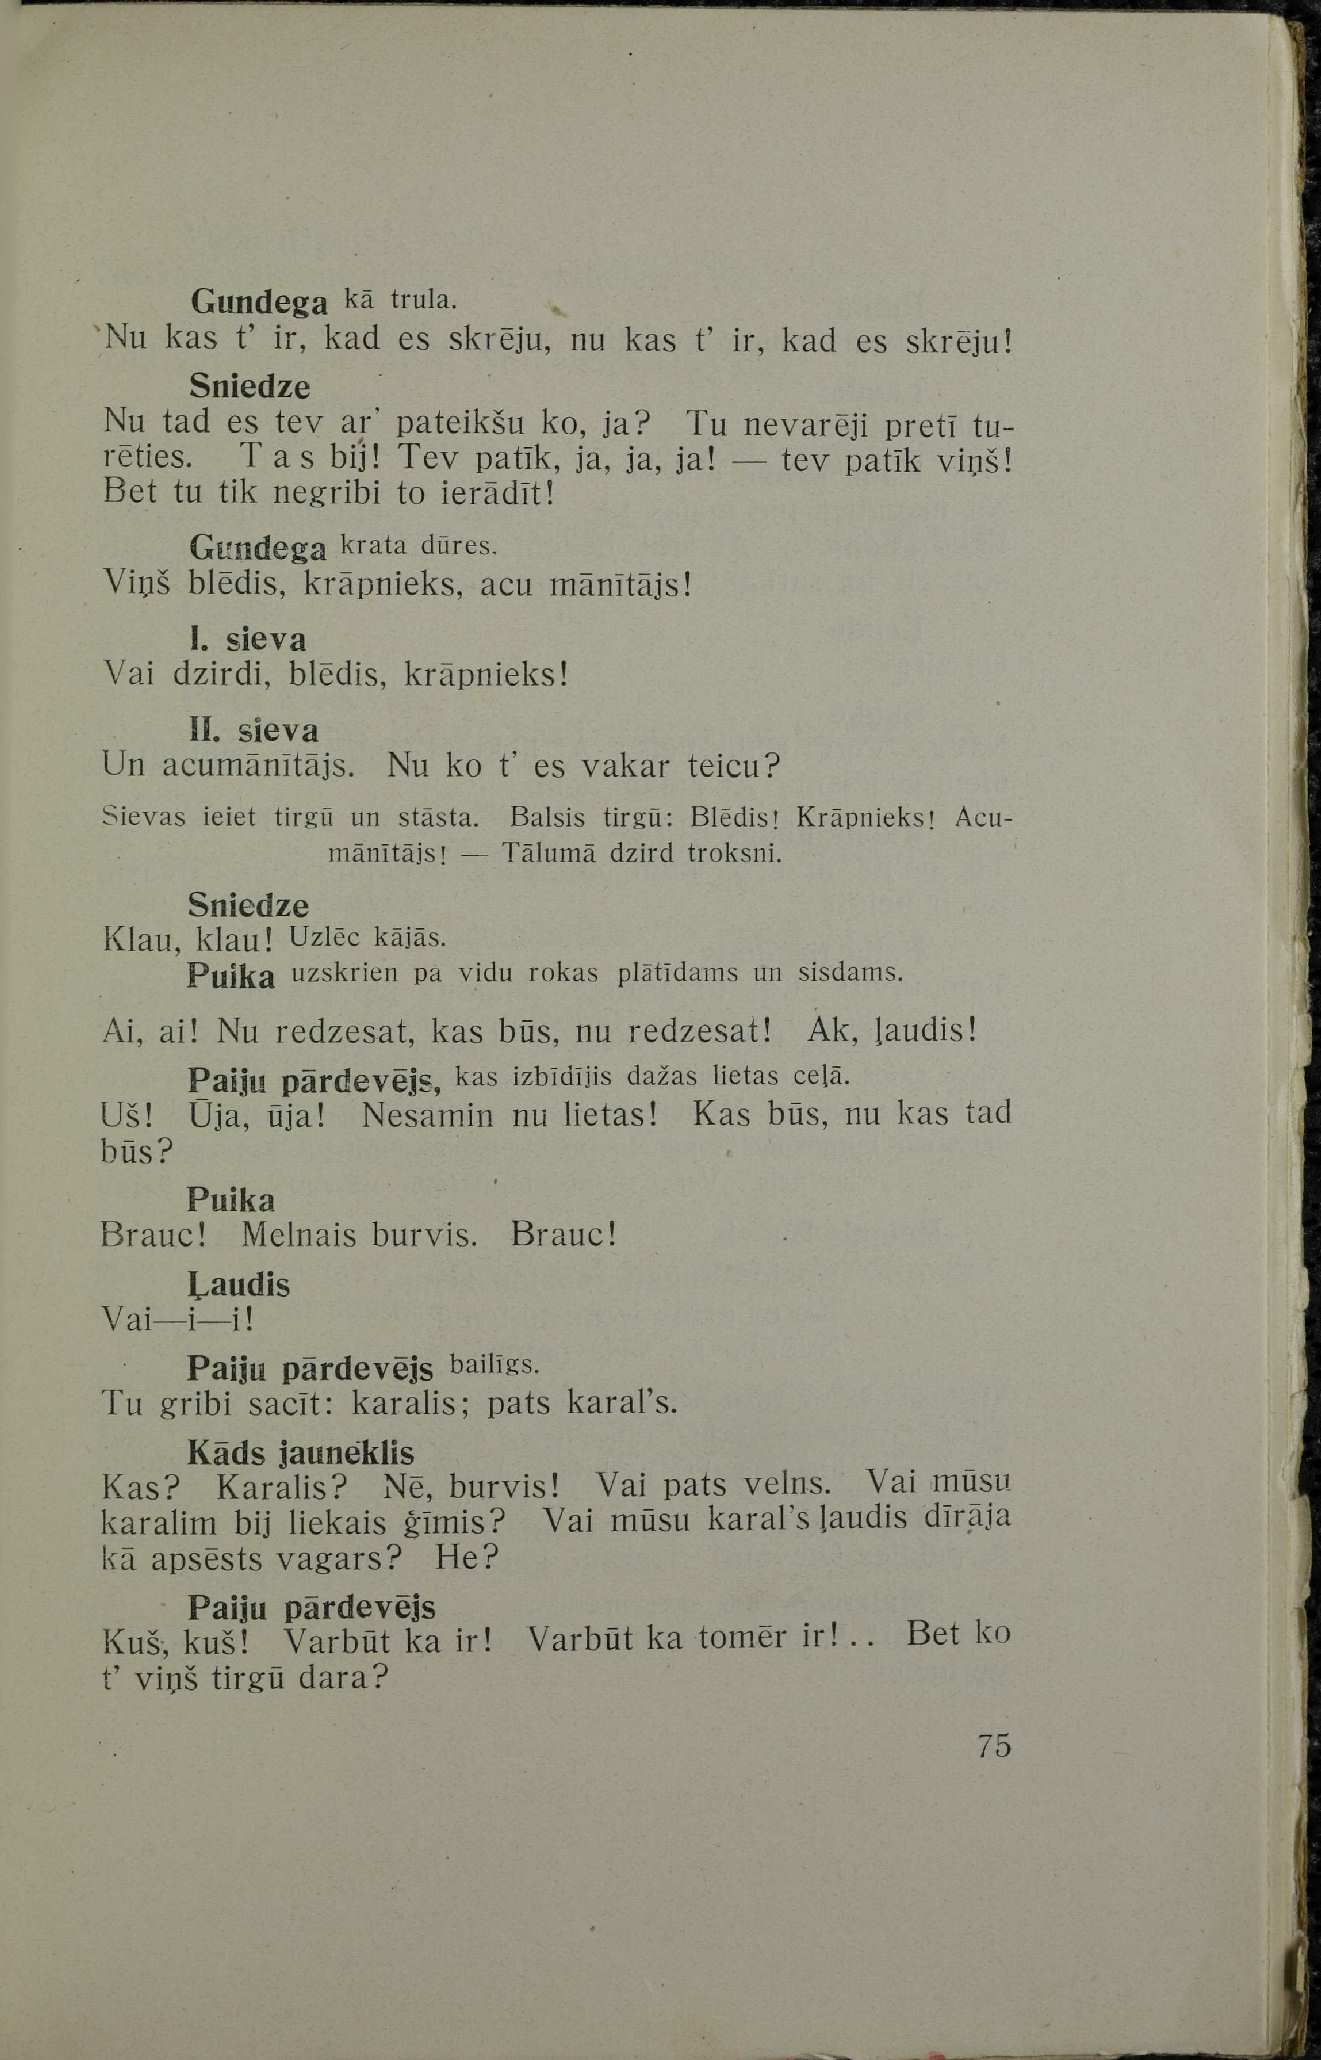 Gundega kā trula.
Nu kas t’ ir, kad es skrēju, nu kas t’ ir, kad es skrēju!
Sniedze
Nu tad es tev ar’ pateikšu ko, ja? Tu nevarēji pretī tu-
rēties. T a s bij! Tev patīk, ja, ja, ja! — tev patīk viņš!
Bet tu tik negribi to ierādīt!
Gundega krata dūres.
Viņš blēdis, krāpnieks, acu mānītājs!
I. sieva
Vai dzirdi, blēdis, krāpnieks!
II. sieva
Un acumānītājs. Nu ko t’ es vakar teicu?
Sievas ieiet tirgū un stāsta. Balsis tirgū: Blēdis! Krāpnieks! Acu-
mānītājs! — Tālumā dzird troksni.
Sniedze
Klau, klau! Uzlēc kājās.
Puika uzskrien pa vidu rokas plātīdams un sisdams.
Ai, ai! Nu redzesat, kas būs, nu redzesat! Ak, ļaudis!
Paiju pārdevējs, kas izbīdījis dažas lietas ceļā.
Uš! Ūja, ūja! Nesamin nu lietas! Kas būs, nu kas tad
būs?
Puika
Brauc! Melnais burvis. Brauc!
Ļaudis
Vai—i—i!
Paiju pārdevējs bailīgs.
Tu gribi sacīt: karalis; pats karal’s.
Kāds jauneklis
Kas? Karalis? Nē, burvis! Vai pats velns. Vai mūsu
karalim bij liekais ģīmis? Vai mūsu karal’s ļaudis dīrāja
kā apsēsts vagars? He?
Paiju pārdevējs
Kuš, kuš! Varbūt ka ir! Varbūt ka tomēr ir! . . Bet ko
t’ viņš tirgū dara?
75